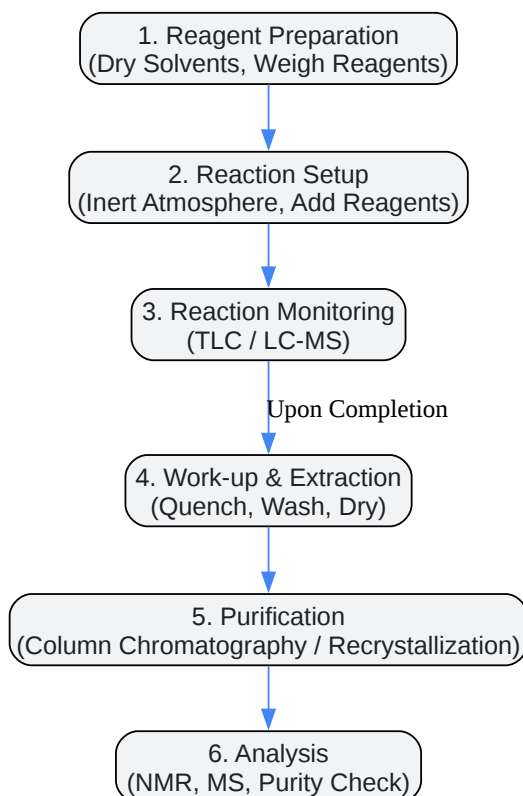 1. Reagent Preparation
(Dry Solvents, Weigh Reagents)
2. Reaction Setup
(Inert Atmosphere, Add Reagents)
3. Reaction Monitoring
(TLC / LC-MS)
Upon Completion
4. Work-up & Extraction
(Quench, Wash, Dry)
5. Purification
(Column Chromatography / Recrystallization)
6. Analysis
(NMR, MS, Purity Check)